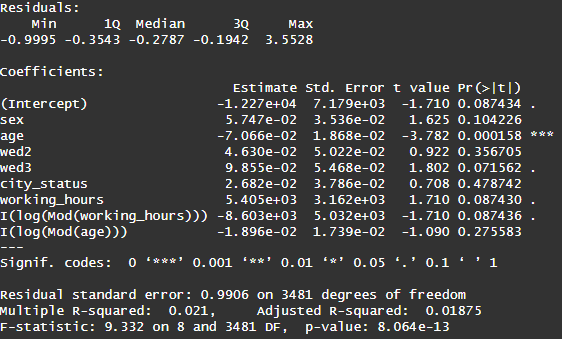 Residuals:
    Min      1Q  Median      3Q     Max
-0.9995 -0.3543 -0.2787 -0.1942  3.5528

Coefficients:
                            Estimate Std. Error t value Pr(>|t|)
(Intercept)               -1.227e+04  7.179e+03  -1.710 0.087434 .
sex                        5.747e-02  3.536e-02   1.625 0.104226
age                       -7.066e-02  1.868e-02  -3.782 0.000158 ***
wed2                       4.630e-02  5.022e-02   0.922 0.356705
wed3                       9.855e-02  5.468e-02   1.802 0.071562 .
city_status                2.682e-02  3.786e-02   0.708 0.478742
working_hours              5.405e+03  3.162e+03   1.710 0.087430 .
I(log(Mod(working_hours))) -8.603e+03  5.032e+03  -1.710 0.087436 .
I(log(Mod(age)))          -1.896e-02  1.739e-02  -1.090 0.275583
---
Signif. codes:  0 ‘***’ 0.001 ‘**’ 0.01 ‘*’ 0.05 ‘.’ 0.1 ‘ ’ 1

Residual standard error: 0.9906 on 3481 degrees of freedom
Multiple R-squared:  0.021,     Adjusted R-squared:  0.01875
F-statistic: 9.332 on 8 and 3481 DF,  p-value: 8.064e-13